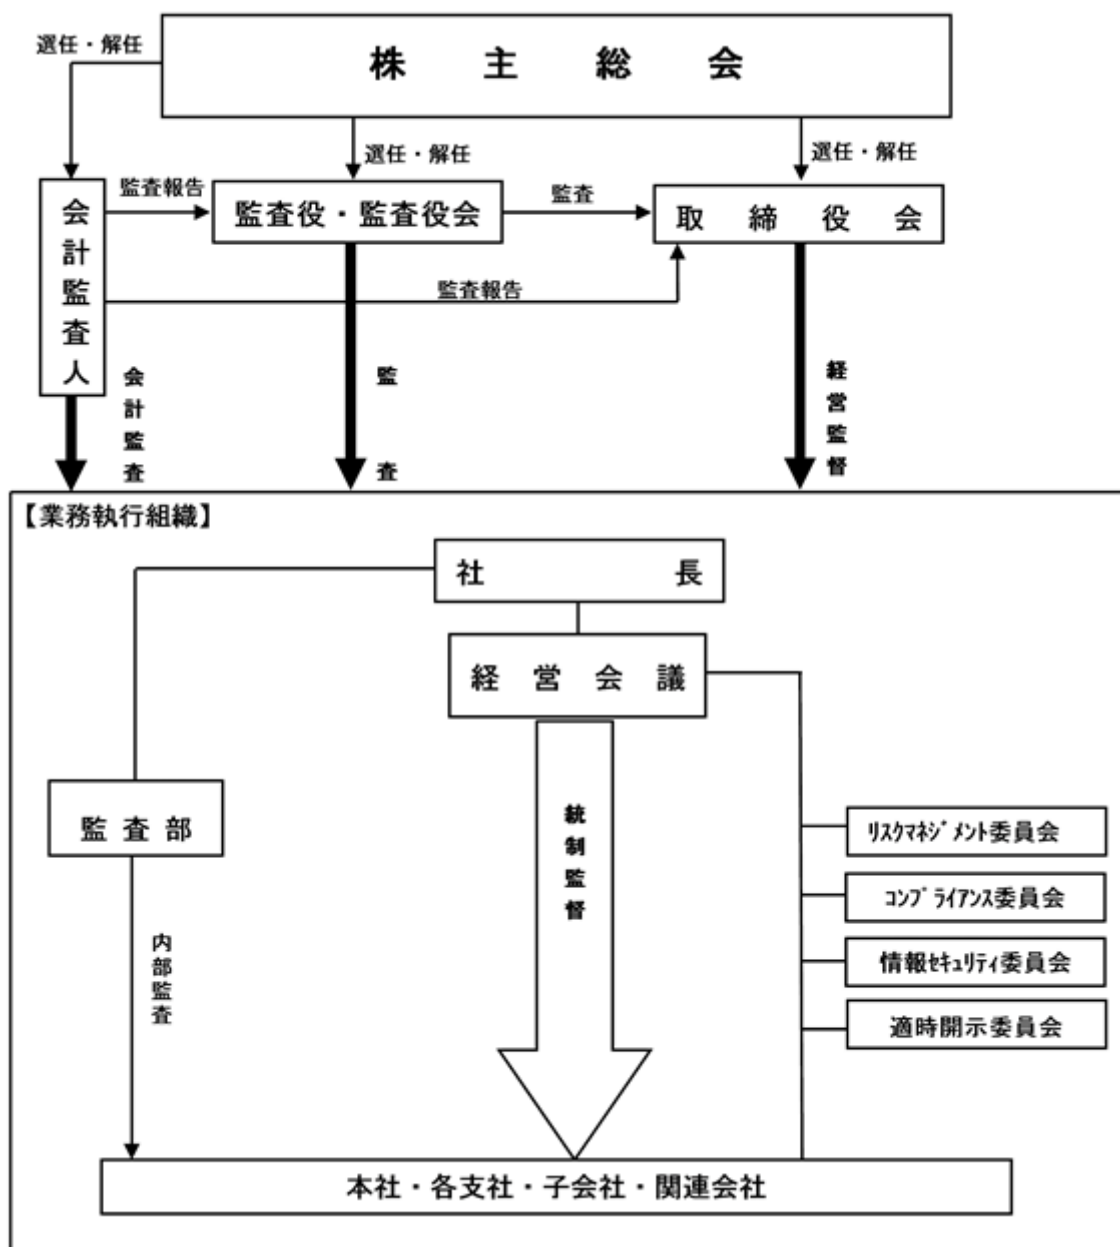 選任・解任
株主総会
選任・解任
選任・解任
会計監査人
監査報告
監査役・監査役会
監査
取締役会
監査報告
会計監査
監査
経営監督
【業務執行組織】
社長
経営会議
監査部
統制監督
ﾘｽｸﾏﾈｼﾞﾒﾝﾄ委員会
ｺﾝﾌﾟﾗｲｱﾝｽ委員会
情報ｾｷｭﾘﾃｨ委員会
適時開示委員会
内部監査
本社・各支社・子会社・関連会社